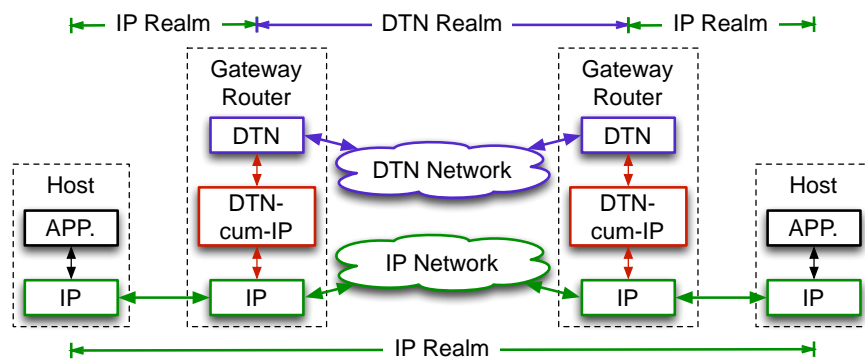 IP Realm DTN Realm IP Realm
Gateway
Router
Gateway
Router
DTN
DTN
DTN Network
Host
Host
DTN-
cum-IP
DTN-
cum-IP
APP.
APP.
IP Network
IP
IP
IP
IP
IP Realm